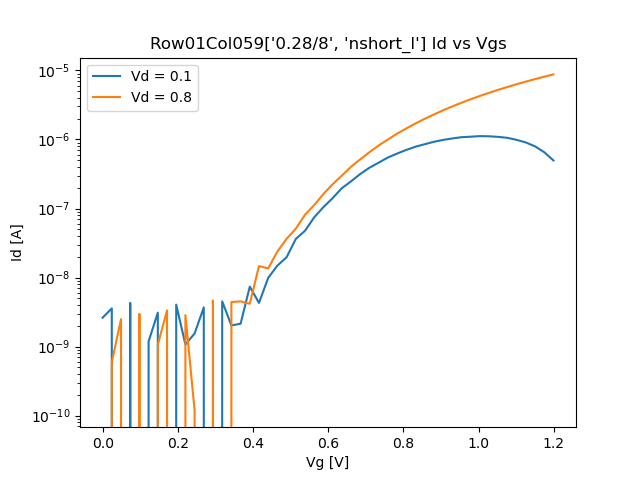 Row01Col059['0.28/8', 'nshort_l'] Id vs Vgs
Vd = 0.1
Vd = 0.8
Id [A]
10⁻⁵
10⁻⁶
10⁻⁷
10⁻⁸
10⁻⁹
10⁻¹⁰
0.0 0.2 0.4 0.6 0.8 1.0 1.2
Vg [V]